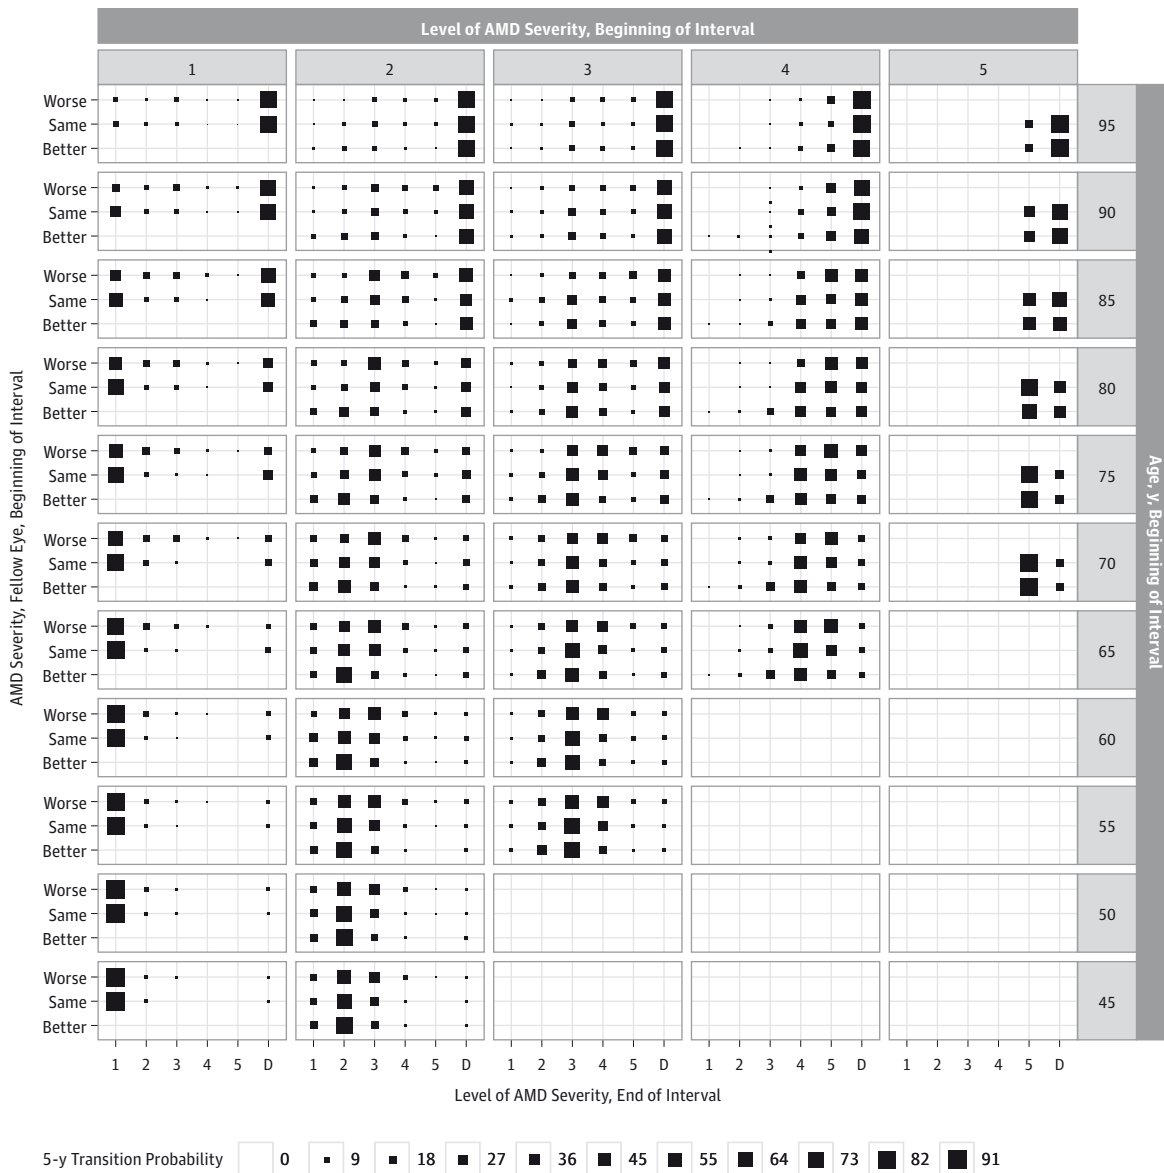 Level of AMD Severity, Beginning of Interval
1 2 3 4 5
Worse
Same 95
Better
Worse
Same 90
Better
Worse
Same 85
Better
Worse
Same 80
Better
Worse
Same 75
Better
Worse
Same 70
Better
Worse
Same 65
Better
Worse
Same 60
Better
Worse
Same 55
Better
Worse
Same 50
Better
Worse
Same 45
Better
AMD Severity, Fellow Eye, Beginning of Interval
Age, y, Beginning of Interval
1 2 3 4 5 D 1 2 3 4 5 D 1 2 3 4 5 D 1 2 3 4 5 D 1 2 3 4 5 D
Level of AMD Severity, End of Interval
5-y Transition Probability 0 9 18 27 36 45 55 64 73 82 91